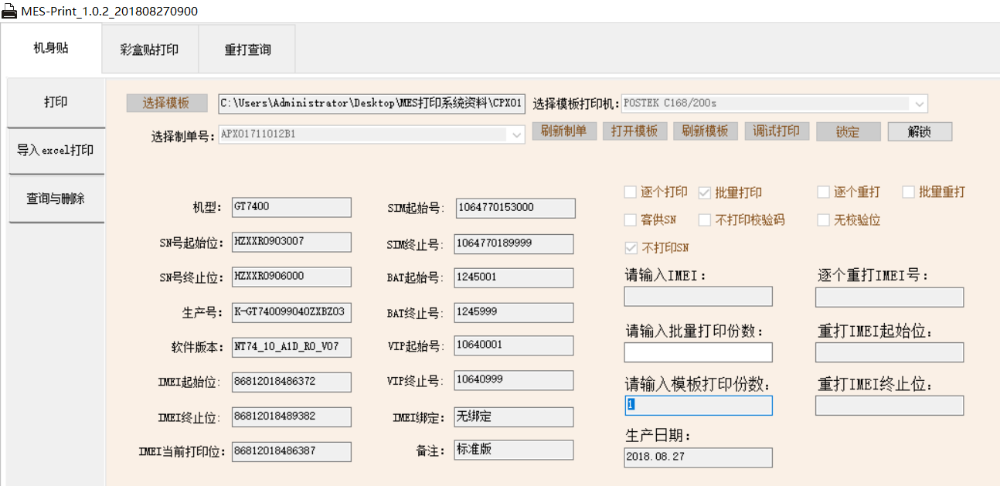 MES-Print_1.0.2_201808270900
机身贴 彩盒贴打印 重打查询
打印
导入excel打印
查询与删除
选择模板 C:\Users\Administrator\Desktop\MES打印系统资料\CPX01 选择模板打印机: POSTEK C168/200s
选择制单号: APX01711012B1 刷新制单 打开模板 刷新模板 调试打印 锁定 解锁
逐个打印 批量打印 逐个重打 批量重打
机型: GT7400 SIM起始号: 1064770153000
客供SN 不打印校验码 无校验位
SN号起始位: HZXXR0903007 SIM终止号: 1064770189999
不打印SN
SN号终止位: HZXXR0906000 BAT起始号: 1245001
请输入IMEI: 逐个重打IMEI号:
生产号: K-GT740099040ZXBZ03 BAT终止号: 1245999
请输入批量打印份数: 重打IMEI起始位:
软件版本: NT74_10_A1D_R0_V07 VIP起始号: 10640001
IMEI起始位: 86812018486372 VIP终止号: 10640999
请输入模板打印份数: 1 重打IMEI终止位:
IMEI终止位: 86812018489382 IMEI绑定: 无绑定
生产日期:
IMEI当前打印位: 86812018486387 备注: 标准版
2018.08.27